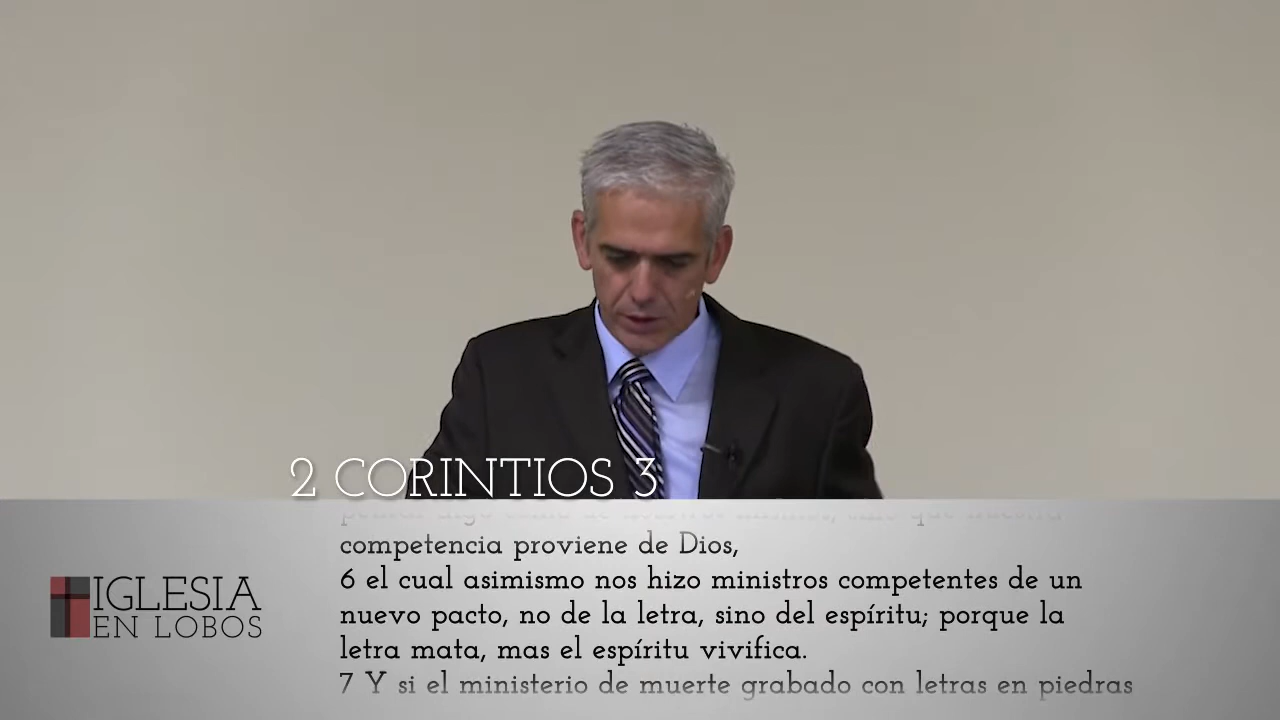 2 CORINTIOS 3
competencia proviene de Dios,
6 el cual asimismo nos hizo ministros competentes de un
nuevo pacto, no de la letra, sino del espíritu; porque la
letra mata, mas el espíritu vivifica.
7 Y si el ministerio de muerte grabado con letras en piedras
IGLESIA
EN LOBOS